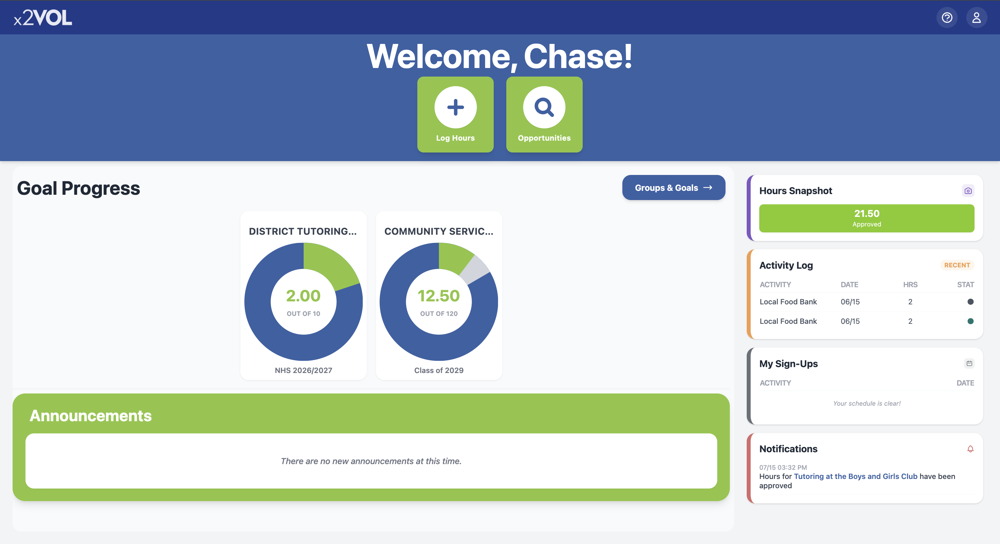 x2VOL
Welcome, Chase!
Log Hours
Opportunities
Goal Progress
Groups & Goals →
DISTRICT TUTORING...
2.00
OUT OF 10
NHS 2026/2027
COMMUNITY SERVIC...
12.50
OUT OF 120
Class of 2029
Announcements
There are no new announcements at this time.
Hours Snapshot
21.50
Approved
Activity Log
RECENT
ACTIVITY DATE HRS STAT
Local Food Bank 06/15 2
Local Food Bank 06/15 2
My Sign-Ups
ACTIVITY DATE
Your schedule is clear!
Notifications
07/15 03:32 PM
Hours for Tutoring at the Boys and Girls Club have been
approved